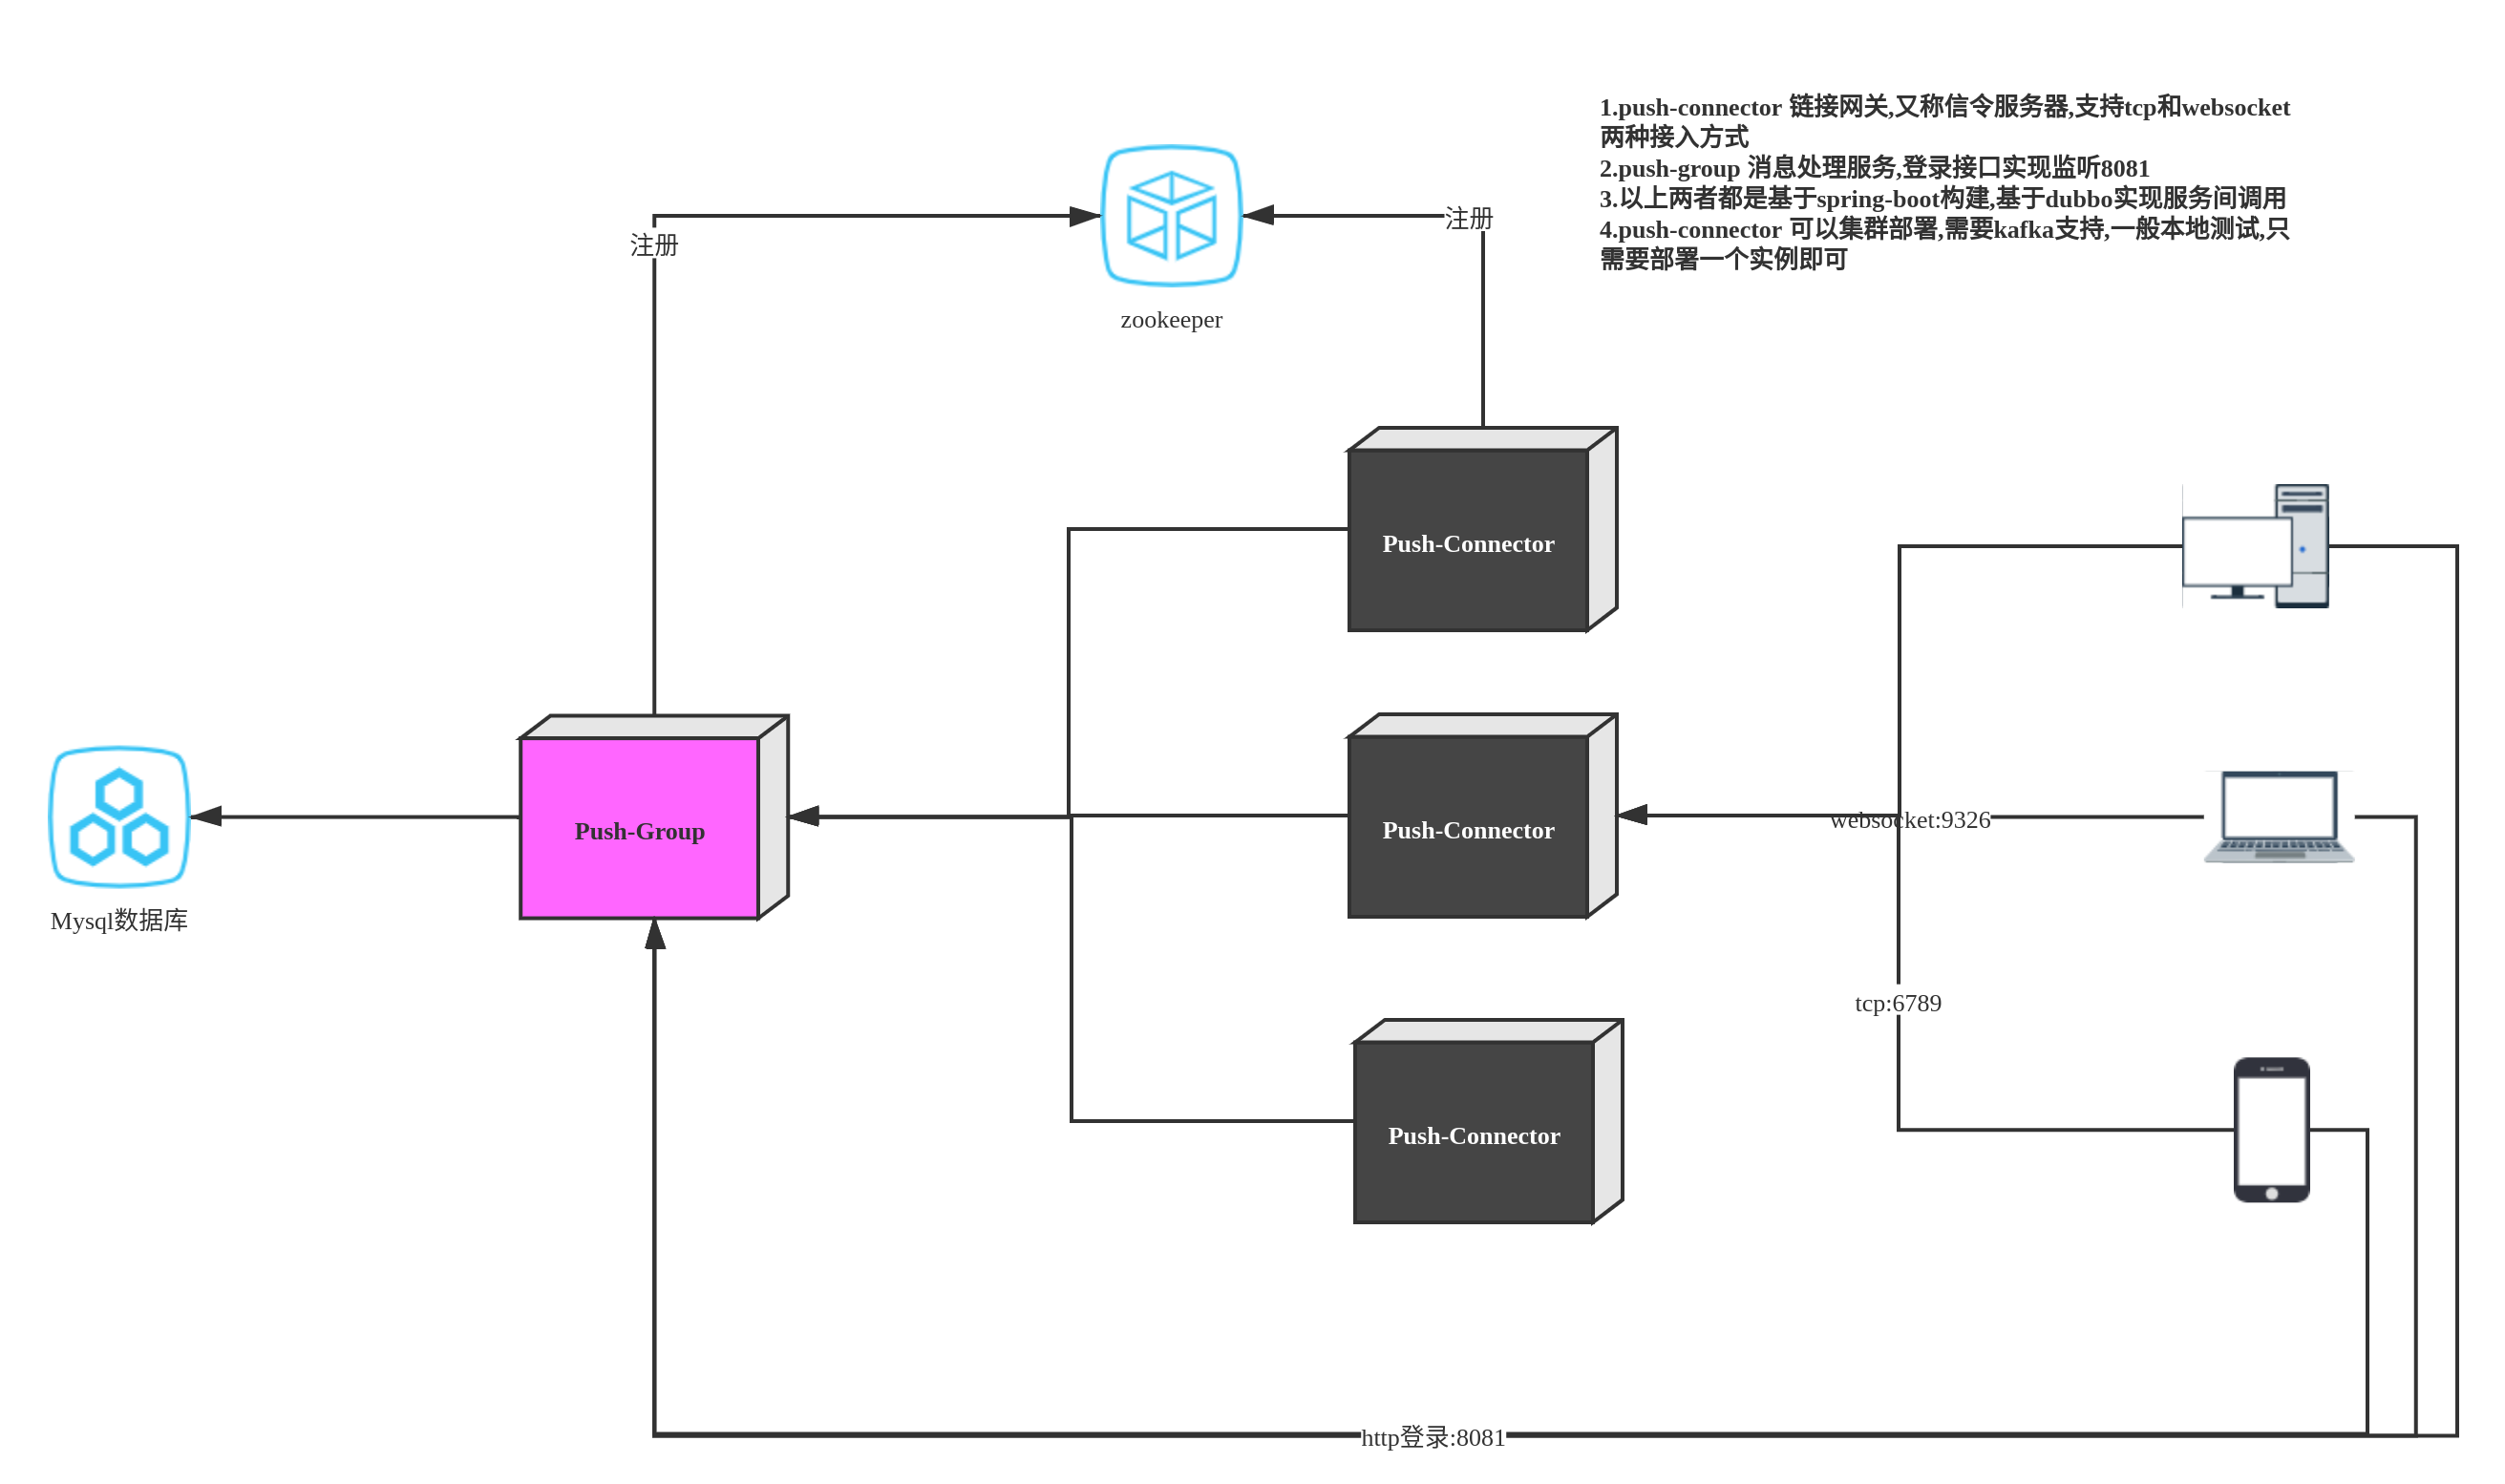 1.push-connector 链接网关,又称信令服务器,支持tcp和websocket
两种接入方式
2.push-group 消息处理服务,登录接口实现监听8081
3.以上两者都是基于spring-boot构建,基于dubbo实现服务间调用
4.push-connector 可以集群部署,需要kafka支持,一般本地测试,只
需要部署一个实例即可
注册
注册
zookeeper
Push-Connector
Push-Group
Push-Connector
websocket:9326
Mysql数据库
tcp:6789
Push-Connector
http登录:8081